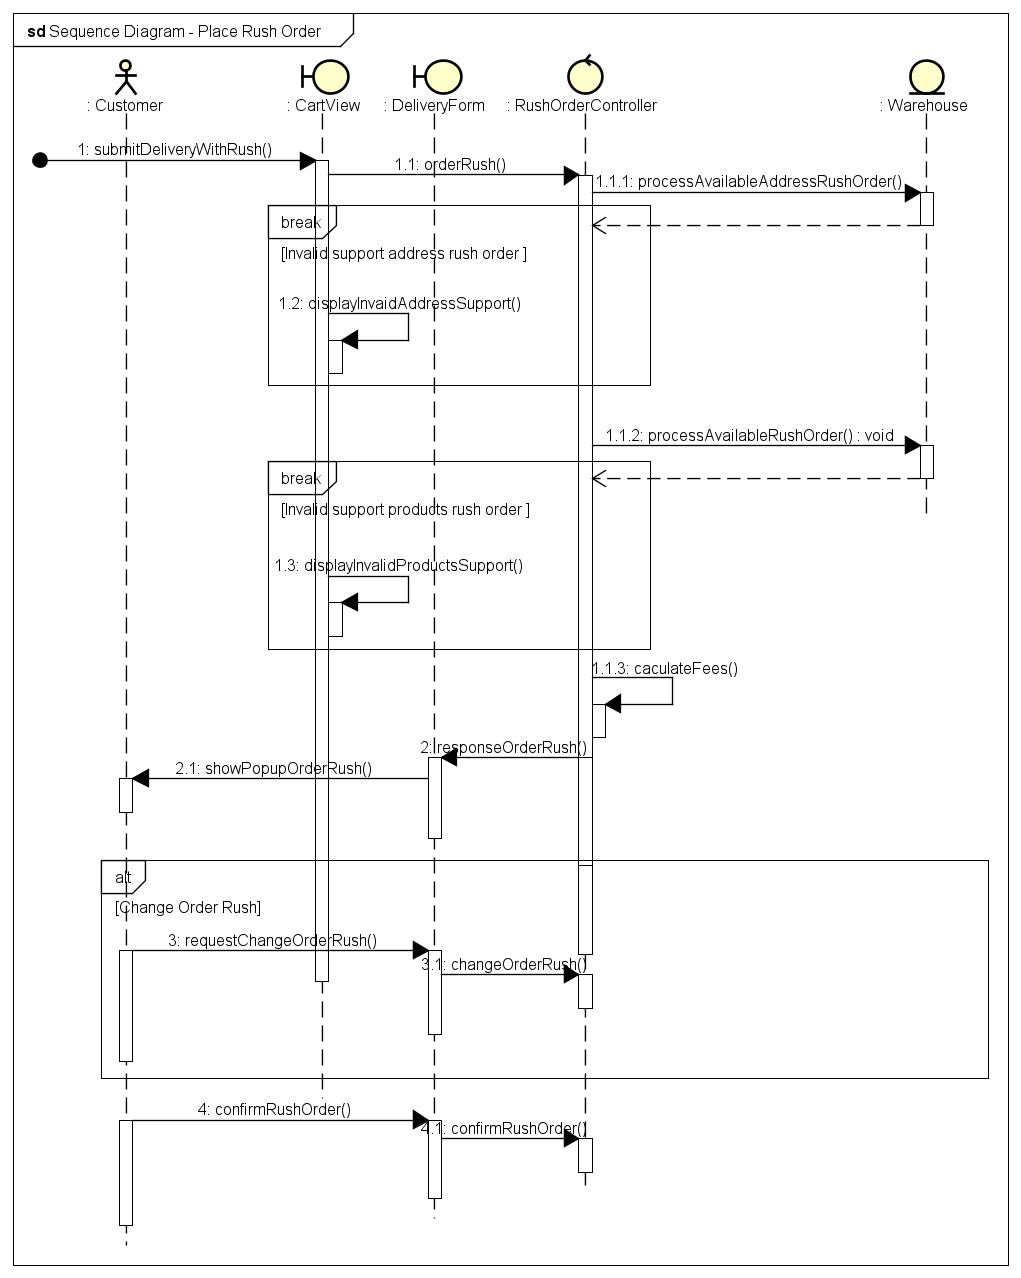 sd Sequence Diagram - Place Rush Order
: Customer
: CartView
: DeliveryForm
: RushOrderController
: Warehouse
1: submitDeliveryWithRush()
1.1: orderRush()
1.1.1: processAvailableAddressRushOrder()
break
[Invalid support address rush order ]
1.2: displayInvaidAddressSupport()
1.1.2: processAvailableRushOrder() : void
break
[Invalid support products rush order ]
1.3: displayInvalidProductsSupport()
1.1.3: caculateFees()
2: responseOrderRush()
2.1: showPopupOrderRush()
alt
[Change Order Rush]
3: requestChangeOrderRush()
3.1: changeOrderRush()
4: confirmRushOrder()
4.1: confirmRushOrder()